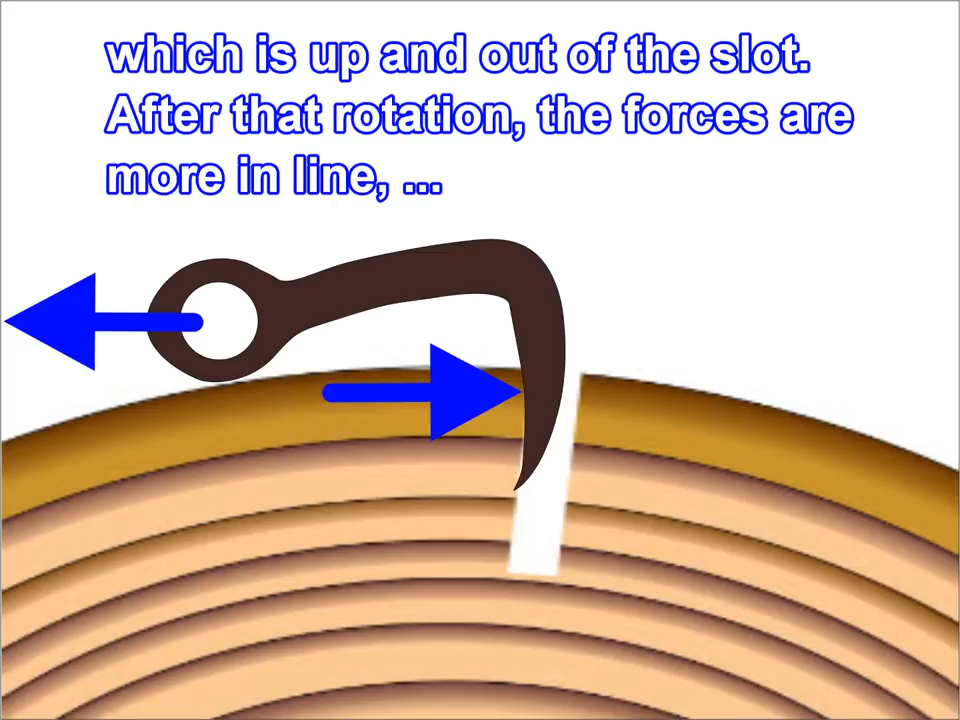 which is up and out of the slot.
After that rotation, the forces are
more in line, ...